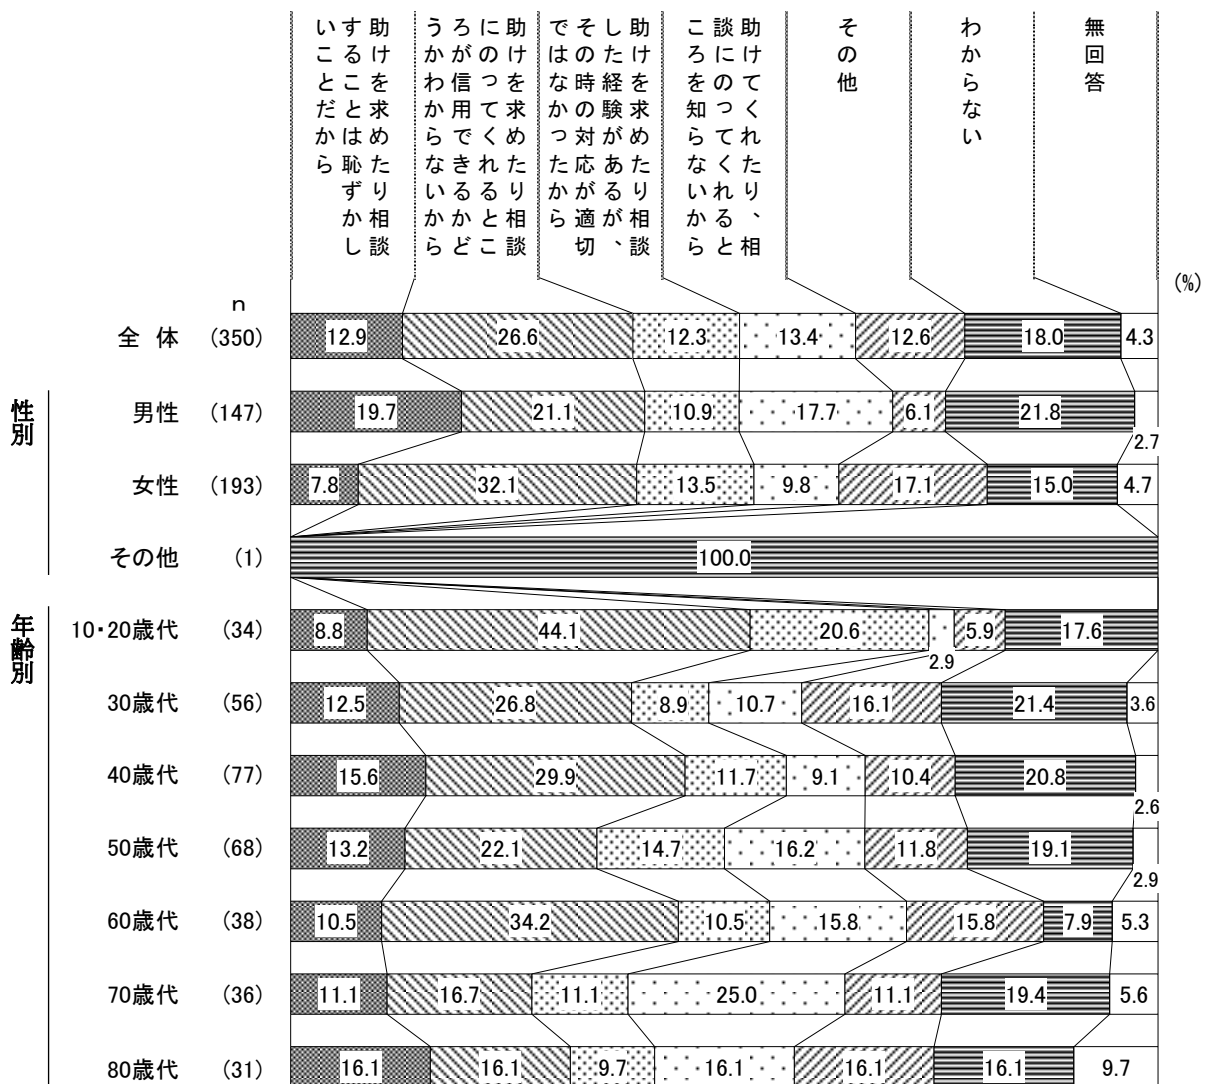 助けを求めたり相談
することは恥ずかし
いことだから
助けを求めたり相談
にのってくれるとこ
ろが信用できるかど
うかわからないから
助けを求めたり相談
した経験があるが、
その時の対応が適切
ではなかったから
助けてくれたり、相
談にのってくれると
ころを知らないから
その他
わからない
無回答
(%)
n
全 体 (350) 12.9 26.6 12.3 13.4 12.6 18.0 4.3
性別
男性 (147) 19.7 21.1 10.9 17.7 6.1 21.8 2.7
女性 (193) 7.8 32.1 13.5 9.8 17.1 15.0 4.7
その他 (1) 100.0
年齢別
10・20歳代 (34) 8.8 44.1 20.6 2.9 5.9 17.6
30歳代 (56) 12.5 26.8 8.9 10.7 16.1 21.4 3.6
40歳代 (77) 15.6 29.9 11.7 9.1 10.4 20.8 2.6
50歳代 (68) 13.2 22.1 14.7 16.2 11.8 19.1 2.9
60歳代 (38) 10.5 34.2 10.5 15.8 15.8 7.9 5.3
70歳代 (36) 11.1 16.7 11.1 25.0 11.1 19.4 5.6
80歳代 (31) 16.1 16.1 9.7 16.1 16.1 16.1 9.7